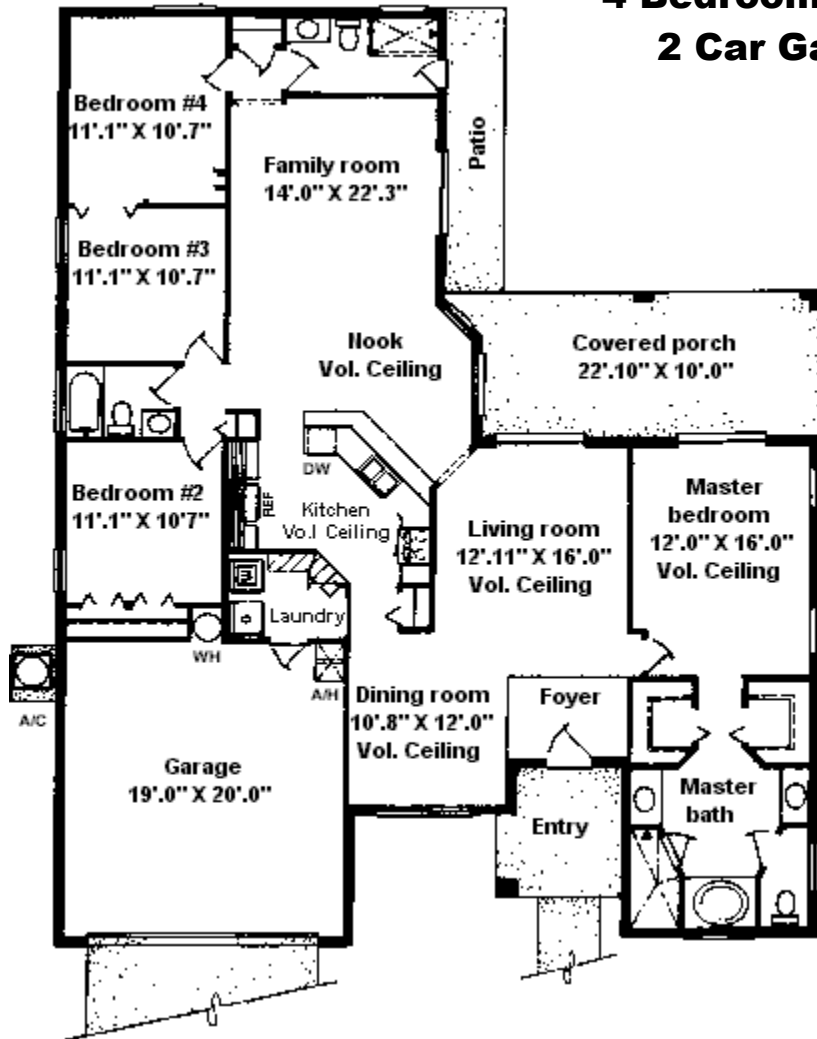 4 Bedroom
2 Car Ga
Bedroom #4
11'.1" X 10'.7"
Family room
14'.0" X 22'.3"
Patio
Bedroom #3
11'.1" X 10'.7"
Nook
Vol. Ceiling
Covered porch
22'.10" X 10'.0"
DW
Bedroom #2
11'.1" X 10'7"
REF
Kitchen
Vo.l Ceiling
Living room
12'.11" X 16'.0"
Vol. Ceiling
Master
bedroom
12'.0" X 16'.0"
Vol. Ceiling
Laundry
WH
A/H
A/C
Dining room
10'.8" X 12'.0"
Vol. Ceiling
Foyer
Garage
19'.0" X 20'.0"
Master
bath
Entry